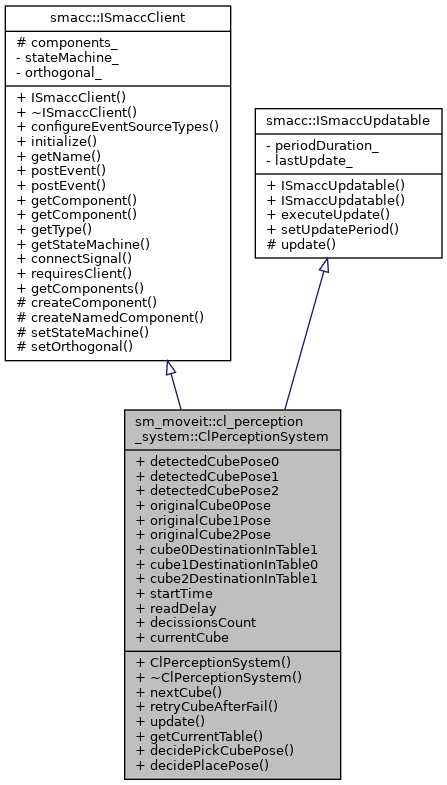 smacc::ISmaccClient
# components_
- stateMachine_
- orthogonal_
+ ISmaccClient()
+ ~ISmaccClient()
+ configureEventSourceTypes()
+ initialize()
+ getName()
+ postEvent()
+ postEvent()
+ getComponent()
+ getComponent()
+ getType()
+ getStateMachine()
+ connectSignal()
+ requiresClient()
+ getComponents()
# createComponent()
# createNamedComponent()
# setStateMachine()
# setOrthogonal()
smacc::ISmaccUpdatable
- periodDuration_
- lastUpdate_
+ ISmaccUpdatable()
+ ISmaccUpdatable()
+ executeUpdate()
+ setUpdatePeriod()
# update()
sm_moveit::cl_perception
_system::ClPerceptionSystem
+ detectedCubePose0
+ detectedCubePose1
+ detectedCubePose2
+ originalCube0Pose
+ originalCube1Pose
+ originalCube2Pose
+ cube0DestinationInTable1
+ cube1DestinationInTable0
+ cube2DestinationInTable1
+ startTime
+ readDelay
+ decissionsCount
+ currentCube
+ ClPerceptionSystem()
+ ~ClPerceptionSystem()
+ nextCube()
+ retryCubeAfterFail()
+ update()
+ getCurrentTable()
+ decidePickCubePose()
+ decidePlacePose()